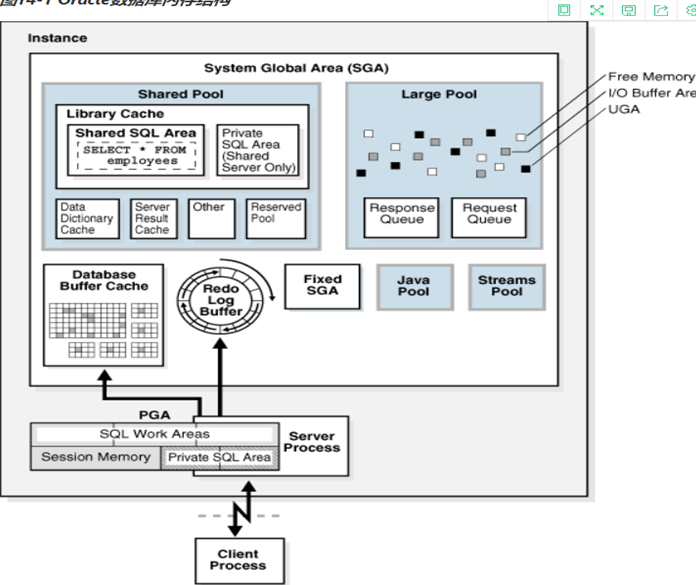 图14-1 Oracle数据库内存结构
Instance
System Global Area (SGA)
Shared Pool
Library Cache
Shared SQL Area
SELECT * FROM
employees
Private
SQL Area
(Shared
Server Only)
Data
Dictionary
Cache
Server
Result
Cache
Other
Reserved
Pool
Large Pool
Response
Queue
Request
Queue
Free Memory
I/O Buffer Are
UGA
Database
Buffer Cache
Redo
Log
Buffer
Fixed
SGA
Java
Pool
Streams
Pool
PGA
SQL Work Areas
Session Memory
Private SQL Area
Server
Process
Client
Process